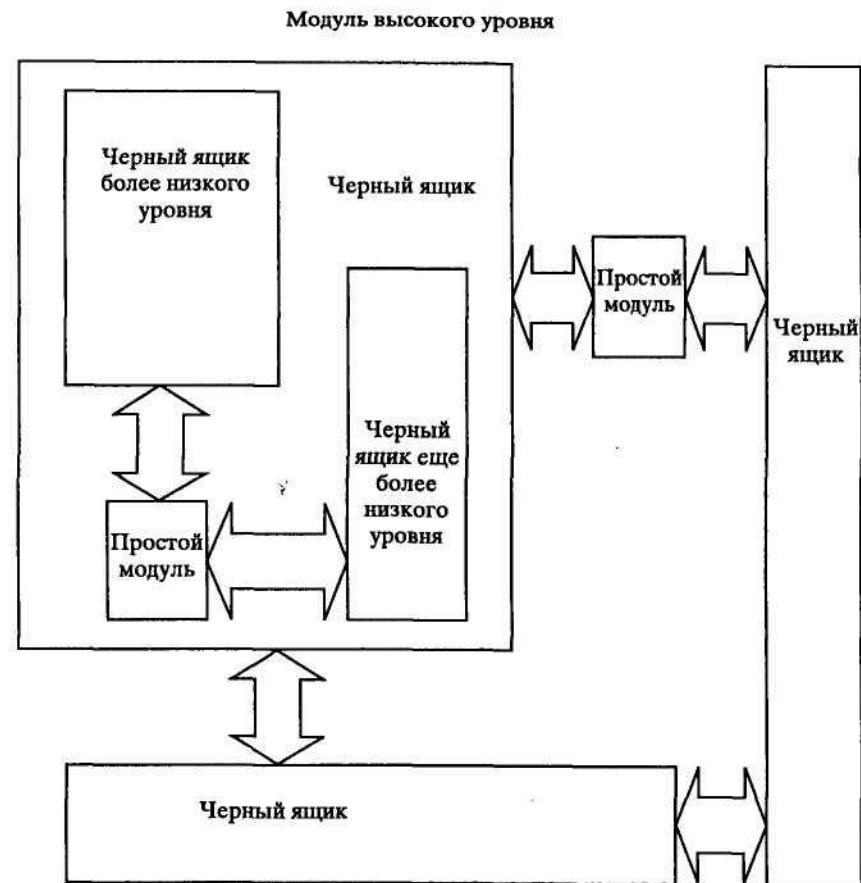 Модуль высокого уровня
Черный ящик
более низкого
уровня
Черный ящик
Простой
модуль
Черный
ящик
Черный
ящик еще
более
низкого
уровня
Простой
модуль
Черный ящик